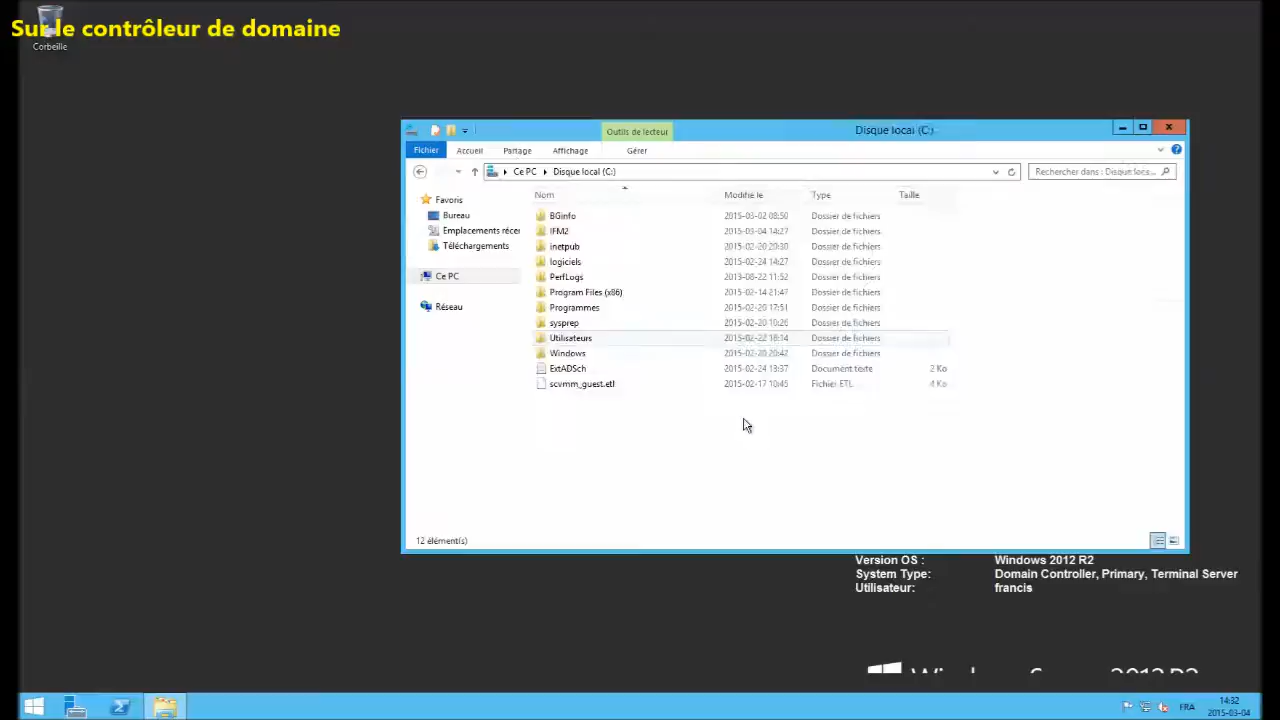 Sur le contrôleur de domaine
Corbeille
Outils de lecteur
Disque local (C:)
Fichier Accueil Partage Affichage Gérer
Ce PC Disque local (C:)
Rechercher dans : Disque loca...
Favoris
Bureau
Emplacements récen
Téléchargements
Ce PC
Réseau
Nom Modifié le Type Taille
BGinfo 2015-03-02 08:50 Dossier de fichiers
IFM2 2015-03-04 14:27 Dossier de fichiers
inetpub 2015-02-20 20:30 Dossier de fichiers
logiciels 2015-02-24 14:27 Dossier de fichiers
PerfLogs 2013-08-22 11:52 Dossier de fichiers
Program Files (x86) 2015-02-14 21:47 Dossier de fichiers
Programmes 2015-02-20 17:51 Dossier de fichiers
sysprep 2015-02-20 10:26 Dossier de fichiers
Utilisateurs 2015-02-22 16:14 Dossier de fichiers
Windows 2015-02-20 20:42 Dossier de fichiers
ExtADSch 2015-02-24 13:37 Document texte 2 Ko
scvmm_guest.etl 2015-02-17 10:45 Fichier ETL 4 Ko
12 élément(s)
Version OS : Windows 2012 R2
System Type: Domain Controller, Primary, Terminal Server
Utilisateur: francis
2012 R2
FRA
14:32
2015-03-04